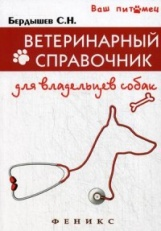 Ваш питомец
Бердышев С.Н.
ВЕТЕРИНАРНЫЙ
СПРАВОЧНИК
для владельцев собак
ФЕНИКС